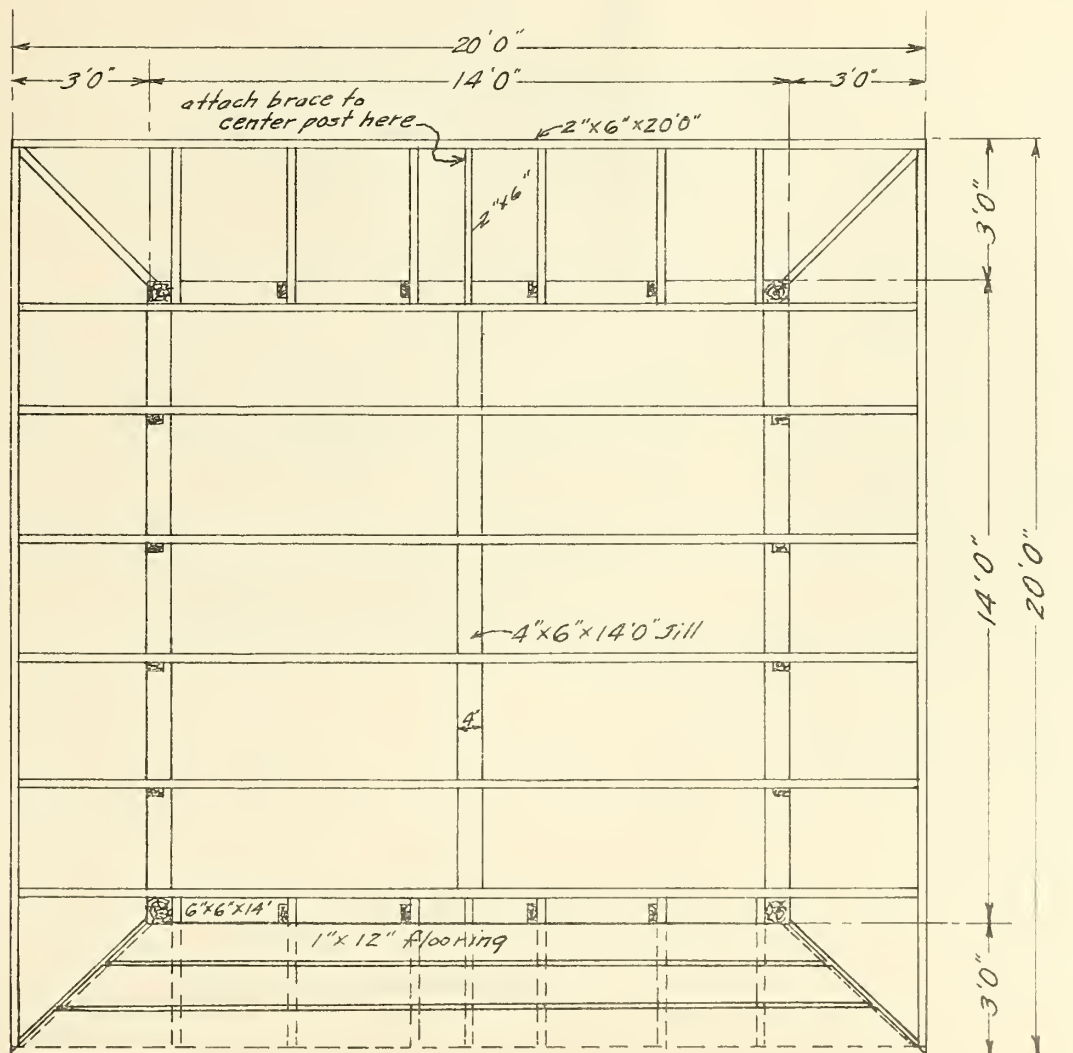 20'0"
3'0"
14'0"
3'0"
attach brace to
center post here
2"x6"x20'0"
2"x6"
3'0"
4"x6"x14'0" Sill
14'0"
20'0"
4"
6"x6"x14'
1"x12" flooring
3'0"